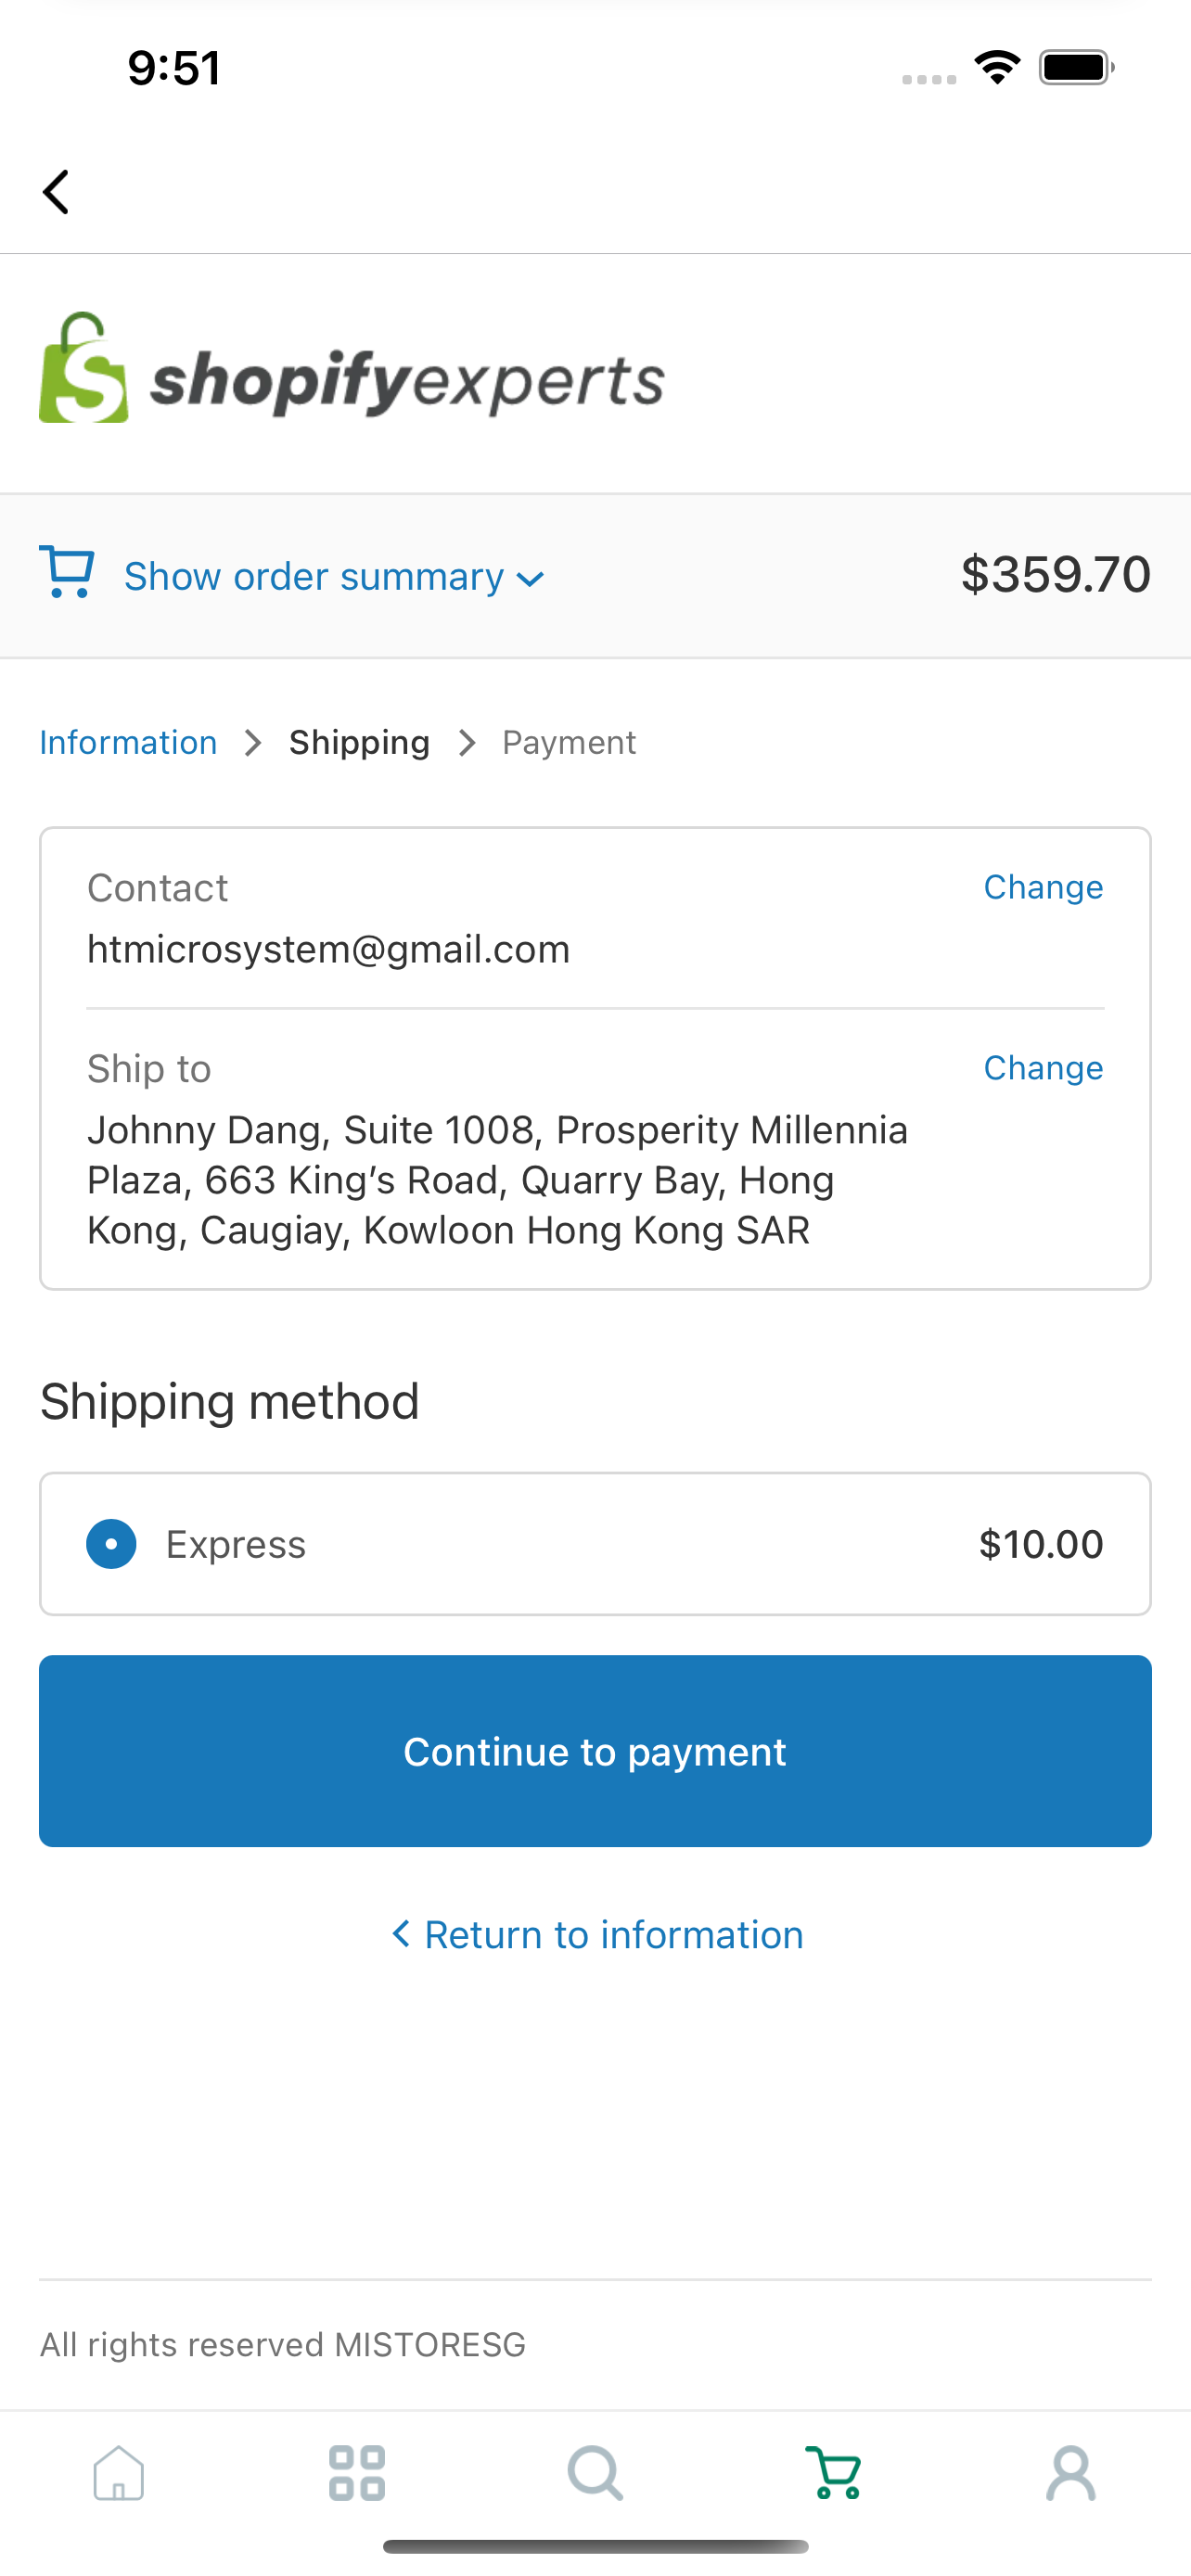 9:51
shopifyexperts
Show order summary
$359.70
Information > Shipping > Payment
Contact
Change
htmicrosystem@gmail.com
Ship to
Change
Johnny Dang, Suite 1008, Prosperity Millennia
Plaza, 663 King’s Road, Quarry Bay, Hong
Kong, Caugiay, Kowloon Hong Kong SAR
Shipping method
Express
$10.00
Continue to payment
Return to information
All rights reserved MISTORESG